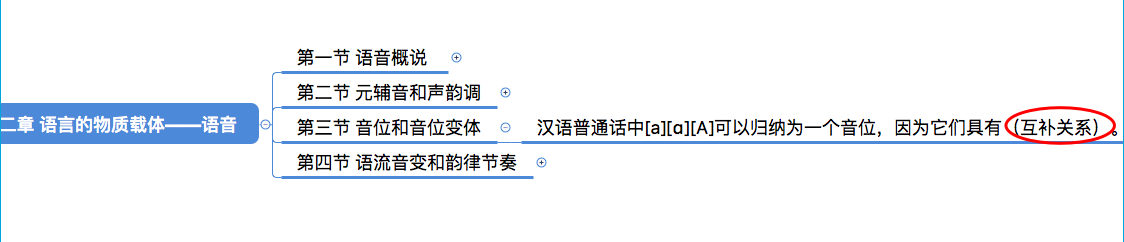 第一节 语音概说
第二节 元辅音和声韵调
二章 语言的物质载体——语音
第三节 音位和音位变体
汉语普通话中[a][ɑ][A]可以归纳为一个音位，因为它们具有（互补关系）。
第四节 语流音变和韵律节奏